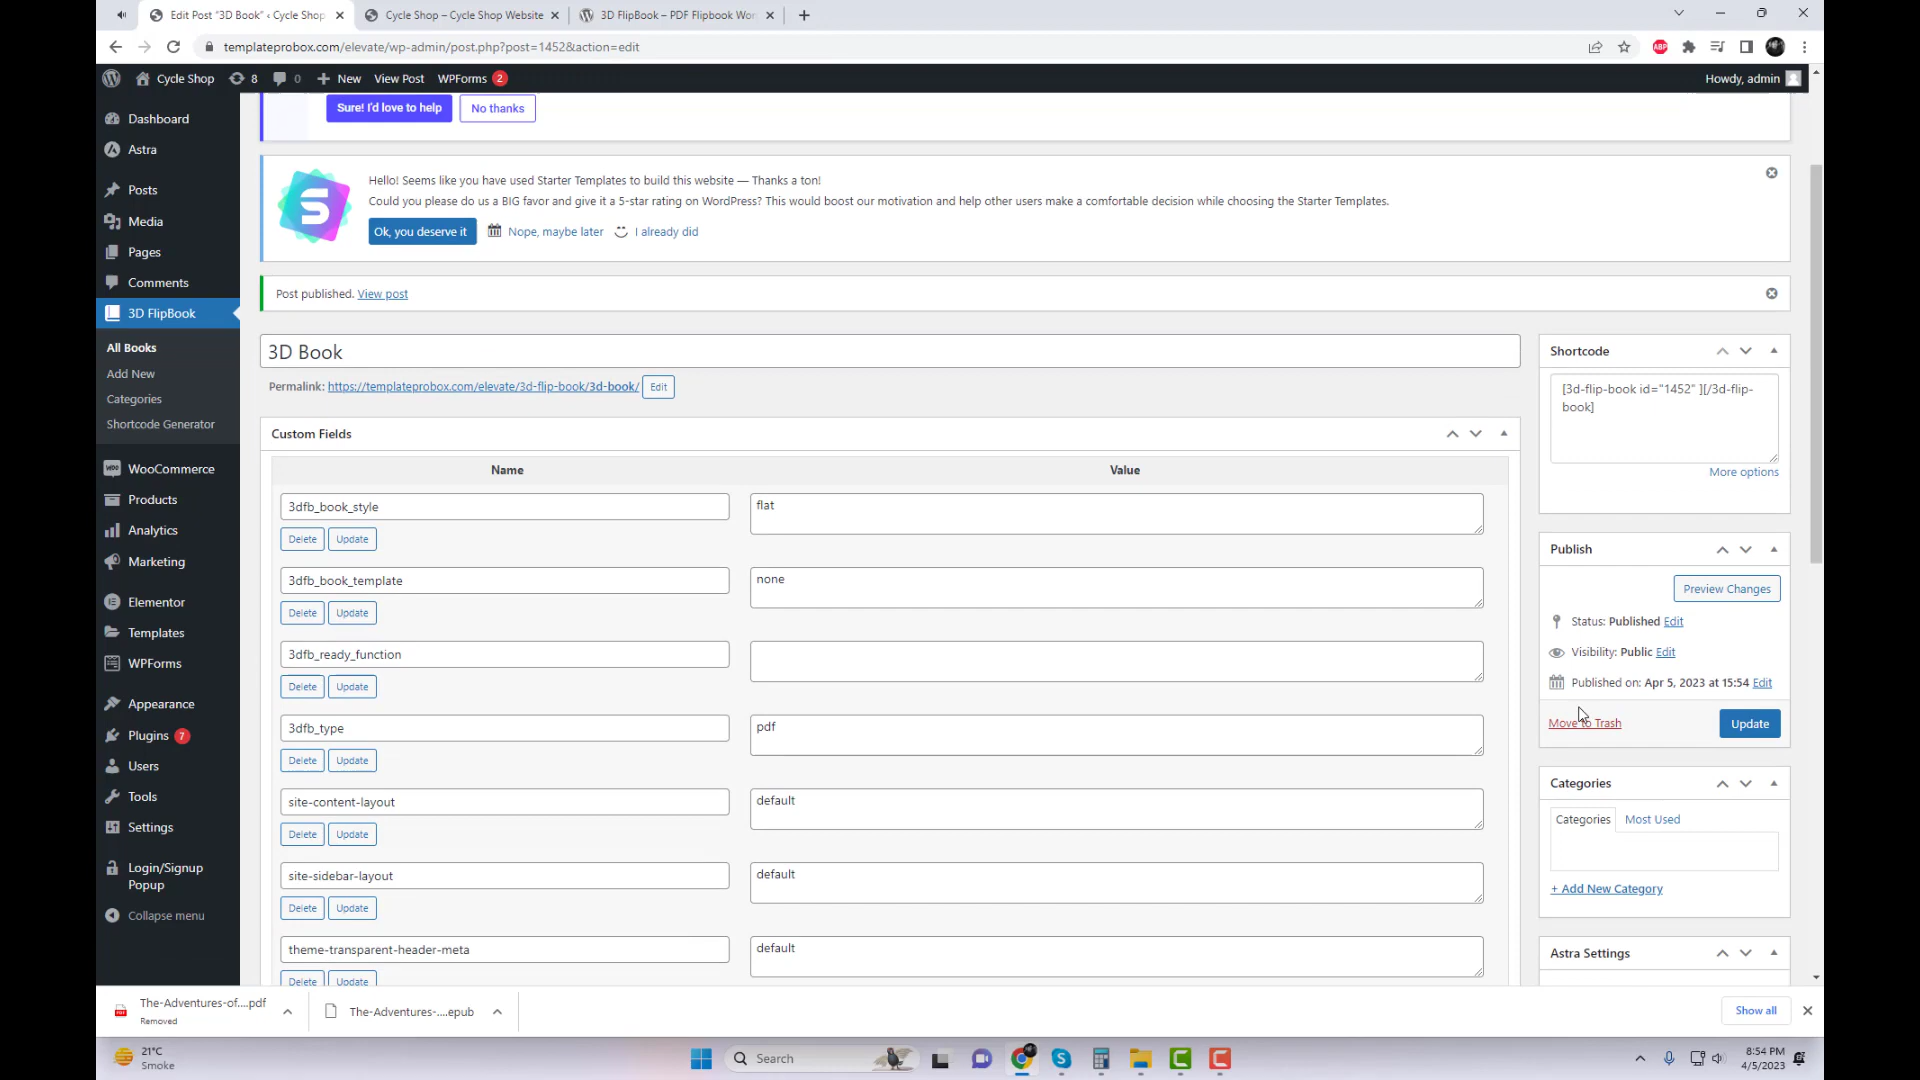 Edit Post "3D Book" ‹ Cycle Shop
Cycle Shop – Cycle Shop Website
3D FlipBook – PDF Flipbook Wor
templateprobox.com/elevate/wp-admin/post.php?post=1452&action=edit
ABP
Cycle Shop
8
0
New
View Post
WPForms
2
Howdy, admin
Dashboard
Astra
Posts
Media
Pages
Comments
3D FlipBook
All Books
Add New
Categories
Shortcode Generator
WooCommerce
Products
Analytics
Marketing
Elementor
Templates
WPForms
Appearance
Plugins 7
Users
Tools
Settings
Login/Signup
Popup
Collapse menu
Sure! I'd love to help
No thanks
Hello! Seems like you have used Starter Templates to build this website — Thanks a ton!
Could you please do us a BIG favor and give it a 5-star rating on WordPress? This would boost our motivation and help other users make a comfortable decision while choosing the Starter Templates.
Ok, you deserve it
Nope, maybe later
I already did
Post published. View post
3D Book
Permalink: https://templateprobox.com/elevate/3d-flip-book/3d-book/ Edit
Custom Fields
Name
Value
3dfb_book_style
flat
Delete Update
3dfb_book_template
none
Delete Update
3dfb_ready_function
Delete Update
3dfb_type
pdf
Delete Update
site-content-layout
default
Delete Update
site-sidebar-layout
default
Delete Update
theme-transparent-header-meta
default
Delete Update
Shortcode
[3d-flip-book id="1452" ][/3d-flip-
book]
More options
Publish
Preview Changes
Status: Published Edit
Visibility: Public Edit
Published on: Apr 5, 2023 at 15:54 Edit
Move to Trash
Update
Categories
Categories
Most Used
+ Add New Category
Astra Settings
The-Adventures-of....pdf
Removed
The-Adventures-....epub
Show all
21°C
Smoke
Search
8:54 PM
4/5/2023